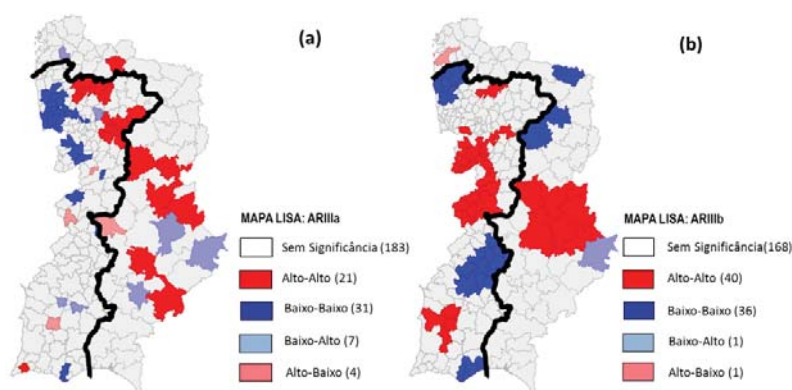 (a)
MAPA LISA: ARIIIa
Sem Significância (183)
Alto-Alto (21)
Baixo-Baixo (31)
Baixo-Alto (7)
Alto-Baixo (4)
(b)
MAPA LISA: ARIIIb
Sem Significância(168)
Alto-Alto (40)
Baixo-Baixo (36)
Baixo-Alto (1)
Alto-Baixo (1)